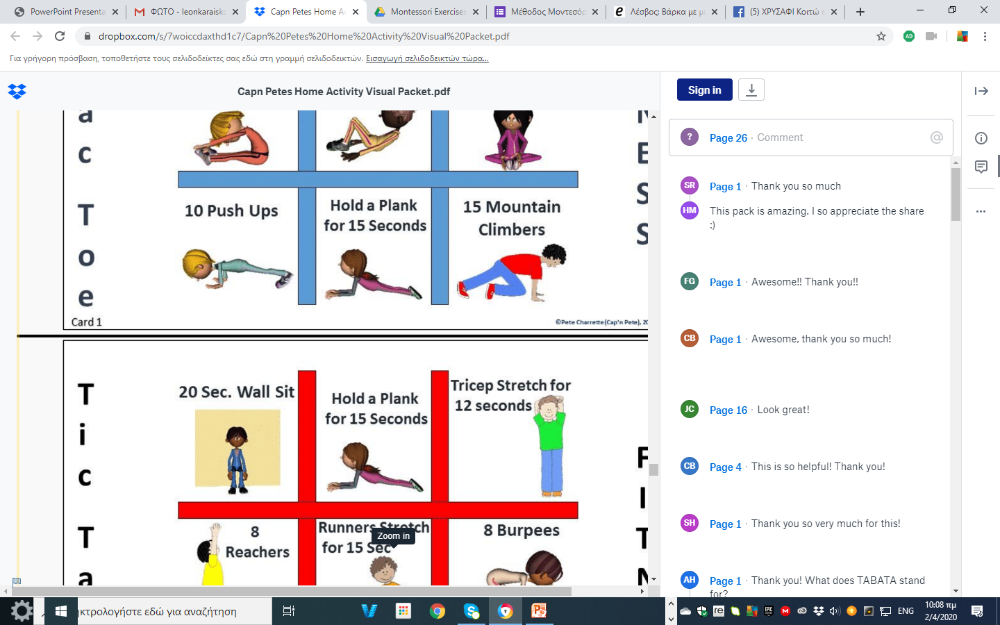 PowerPoint Presenta
ΦΩΤΟ - leonkaraisk
Capn Petes Home A
Montessori Exercises
Μέθοδος Μοντεσόρ
Λέσβος: Βάρκα με μ
(5) ΧΡΥΣΑΦΙ Κοιτώ
dropbox.com/s/7woiccdaxthd1c7/Capn%20Petes%20Home%20Activity%20Visual%20Packet.pdf
Για γρήγορη πρόσβαση, τοποθετήστε τους σελιδοδείκτες σας εδώ στη γραμμή σελιδοδεικτών. Εισαγωγή σελιδοδεικτών τώρα...
Capn Petes Home Activity Visual Packet.pdf
a
c
T
o
e
N
E
S
S
10 Push Ups
Hold a Plank
for 15 Seconds
15 Mountain
Climbers
Card 1
©Pete Charrette (Cap'n Pete), 20
T
i
c
T
a
F
I
T
N
20 Sec. Wall Sit
Hold a Plank
for 15 Seconds
Tricep Stretch for
12 seconds
8
Reachers
Runners Stretch
for 15 Sec
Zoom in
8 Burpees
Sign in
? Page 26 · Comment @
SR Page 1 · Thank you so much
HM This pack is amazing. I so appreciate the share
:)
FG Page 1 · Awesome!! Thank you!!
CB Page 1 · Awesome, thank you so much!
JC Page 16 · Look great!
CB Page 4 · This is so helpful! Thank you!
SH Page 1 · Thank you so very much for this!
AH Page 1 · Thank you! What does TABATA stand
for?
ηκτρολογήστε εδώ για αναζήτηση
ENG
10:08 πμ
2/4/2020